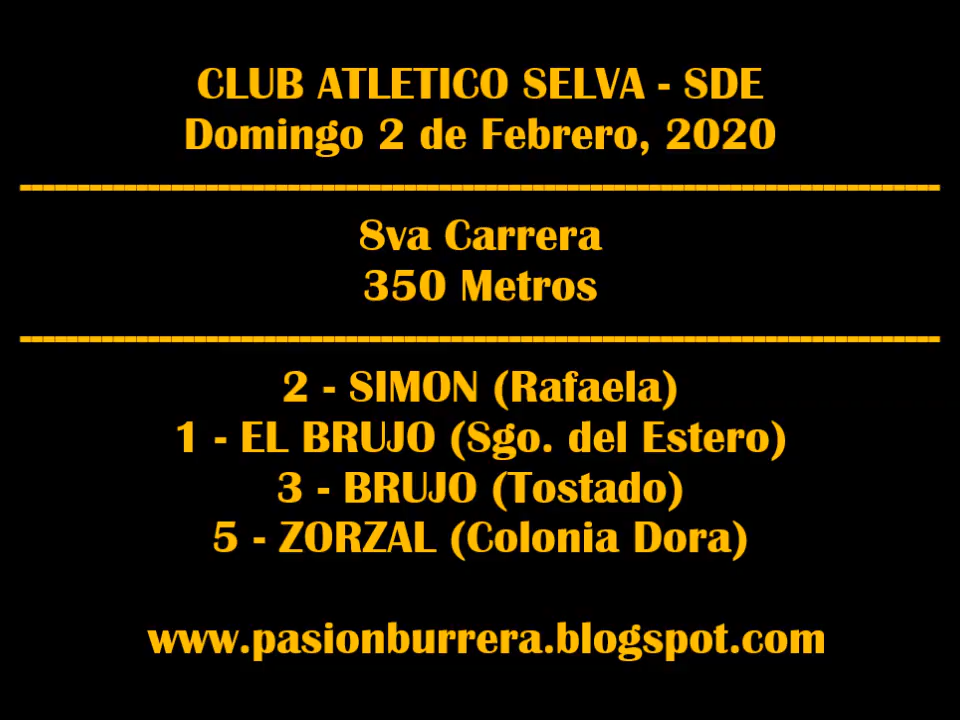 CLUB ATLETICO SELVA - SDE
Domingo 2 de Febrero, 2020
--------------------------------------------------------------------------------
8va Carrera
350 Metros
--------------------------------------------------------------------------------
2 - SIMON (Rafaela)
1 - EL BRUJO (Sgo. del Estero)
3 - BRUJO (Tostado)
5 - ZORZAL (Colonia Dora)
www.pasionburrera.blogspot.com